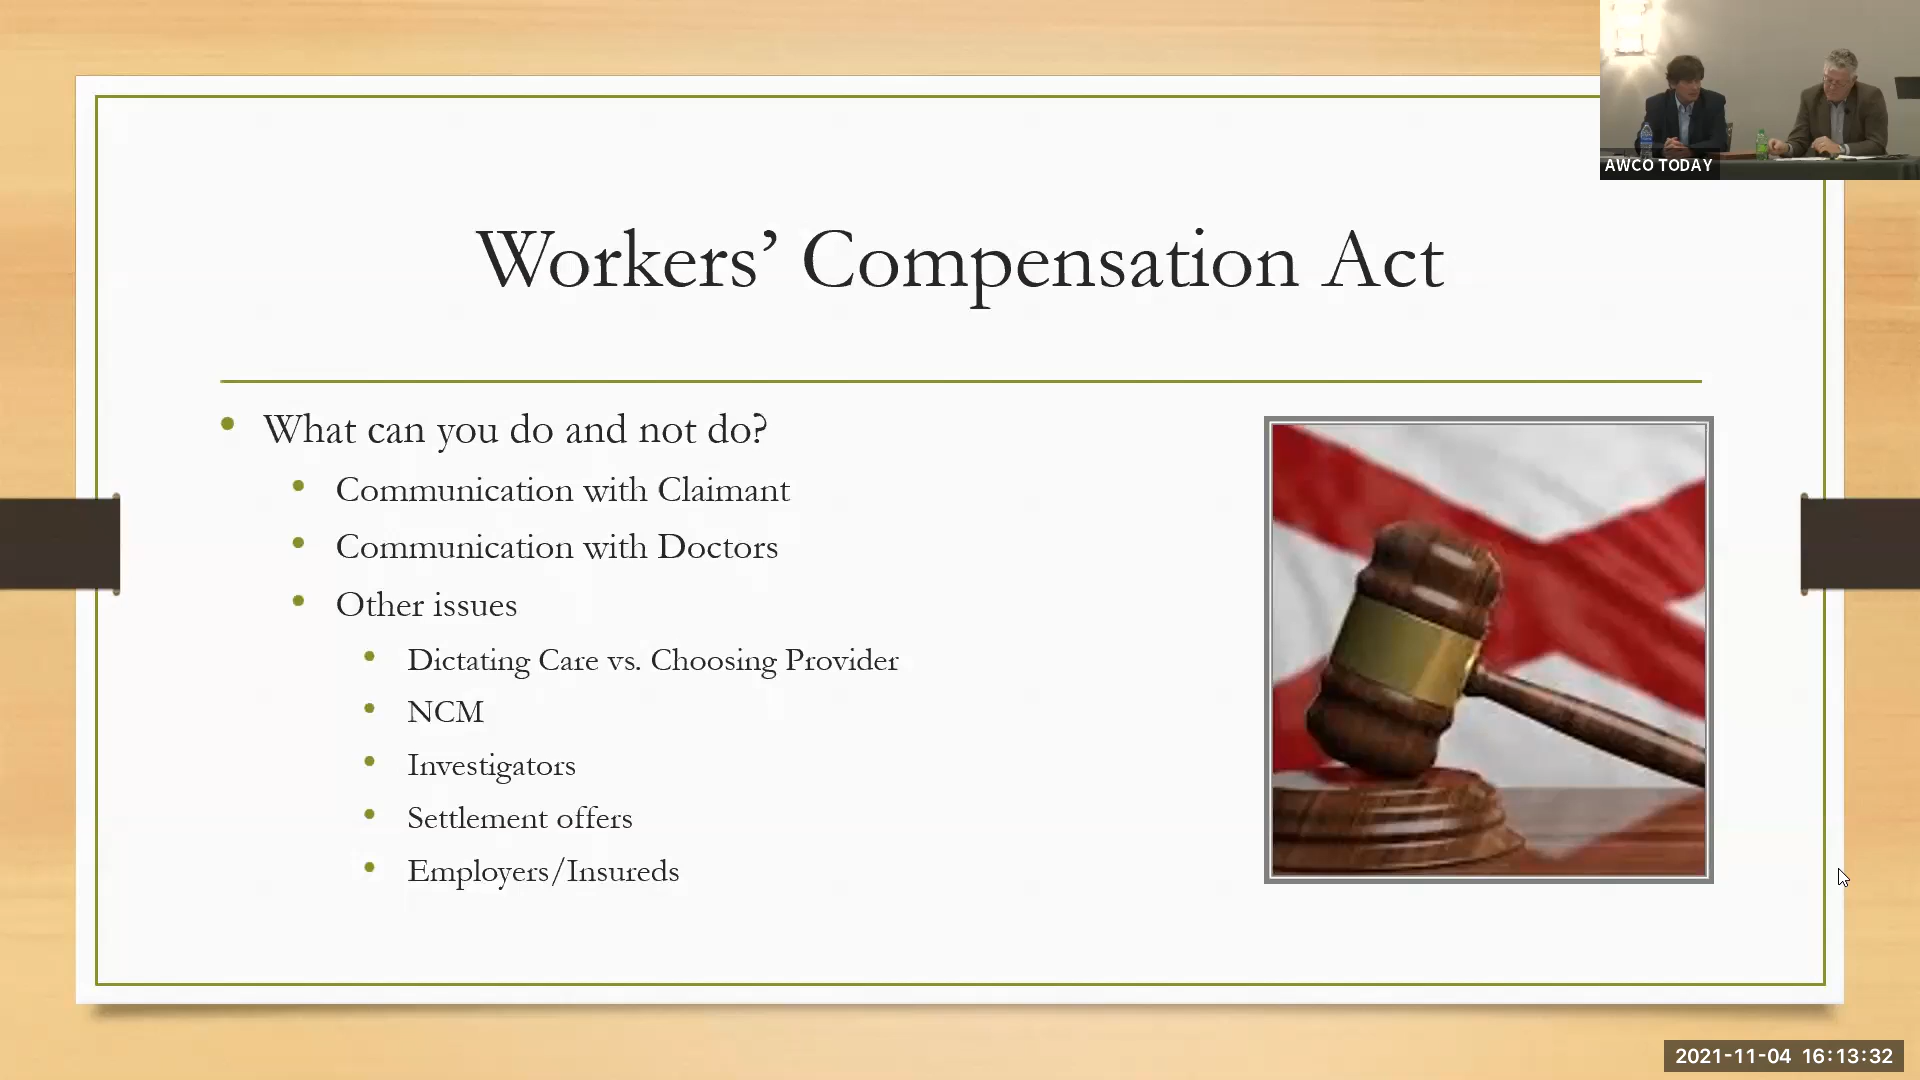 AWCO TODAY
Workers’ Compensation Act
What can you do and not do?
Communication with Claimant
Communication with Doctors
Other issues
Dictating Care vs. Choosing Provider
NCM
Investigators
Settlement offers
Employers/Insureds
2021-11-04 16:13:32